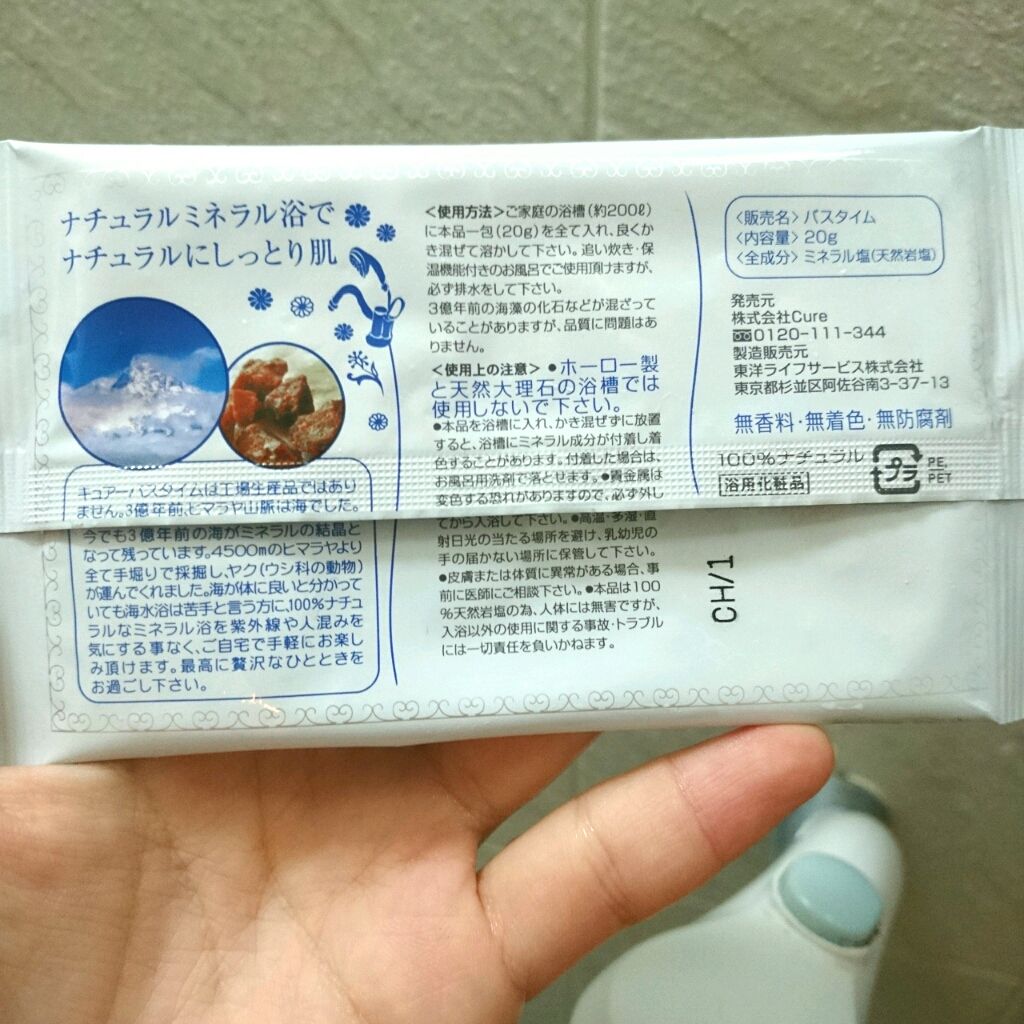 ナチュラルミネラル浴で
ナチュラルにしっとり肌
キュアーバスタイムは工場生産品ではあり
ません。3億年前、ヒマラヤ山脈は海でした。
今でも3億年前の海がミネラルの結晶と
なって残っています。4500mのヒマラヤより
全て手掘りで採掘し、ヤク(ウシ科の動物)
が運んでくれました。海が体に良いと分かって
いても海水浴は苦手と言う方に、100%ナチュ
ラルなミネラル浴を紫外線や人混みを
気にする事なく、ご自宅で手軽にお楽し
み頂けます。最高に贅沢なひとときを
お過ごし下さい。
<使用方法>ご家庭の浴槽(約200ℓ)
に本品一包(20g)を全て入れ、良くか
き混ぜて溶かして下さい。追い炊き・保
温機能付きのお風呂でご使用頂けますが、
必ず排水をして下さい。
3億年前の海藻の化石などが混ざって
いることがありますが、品質に問題はあ
りません。
<使用上の注意>●ホーロー製
と天然大理石の浴槽では
使用しないで下さい。
●本品を浴槽に入れ、かき混ぜずに放置
すると、浴槽にミネラル成分が付着し着
色することがあります。付着した場合は、
お風呂用洗剤で落とせます。●貴金属は
変色する恐れがありますので、必ず外し
てから入浴して下さい。●高温・多湿・直
射日光の当たる場所を避け、乳幼児の
手の届かない場所に保管して下さい。
●皮膚または体質に異常がある場合、事
前に医師にご相談下さい。●本品は100
%天然岩塩の為、人体には無害ですが、
入浴以外の使用に関する事故・トラブル
には一切責任を負いかねます。
<販売名> バスタイム
<内容量> 20g
<全成分> ミネラル塩(天然岩塩)
発売元
株式会社Cure
0120-111-344
製造販売元
東洋ライフサービス株式会社
東京都杉並区阿佐谷南3-37-13
無香料・無着色・無防腐剤
100%ナチュラル
浴用化粧品
プラ
PE,
PET
CH/1